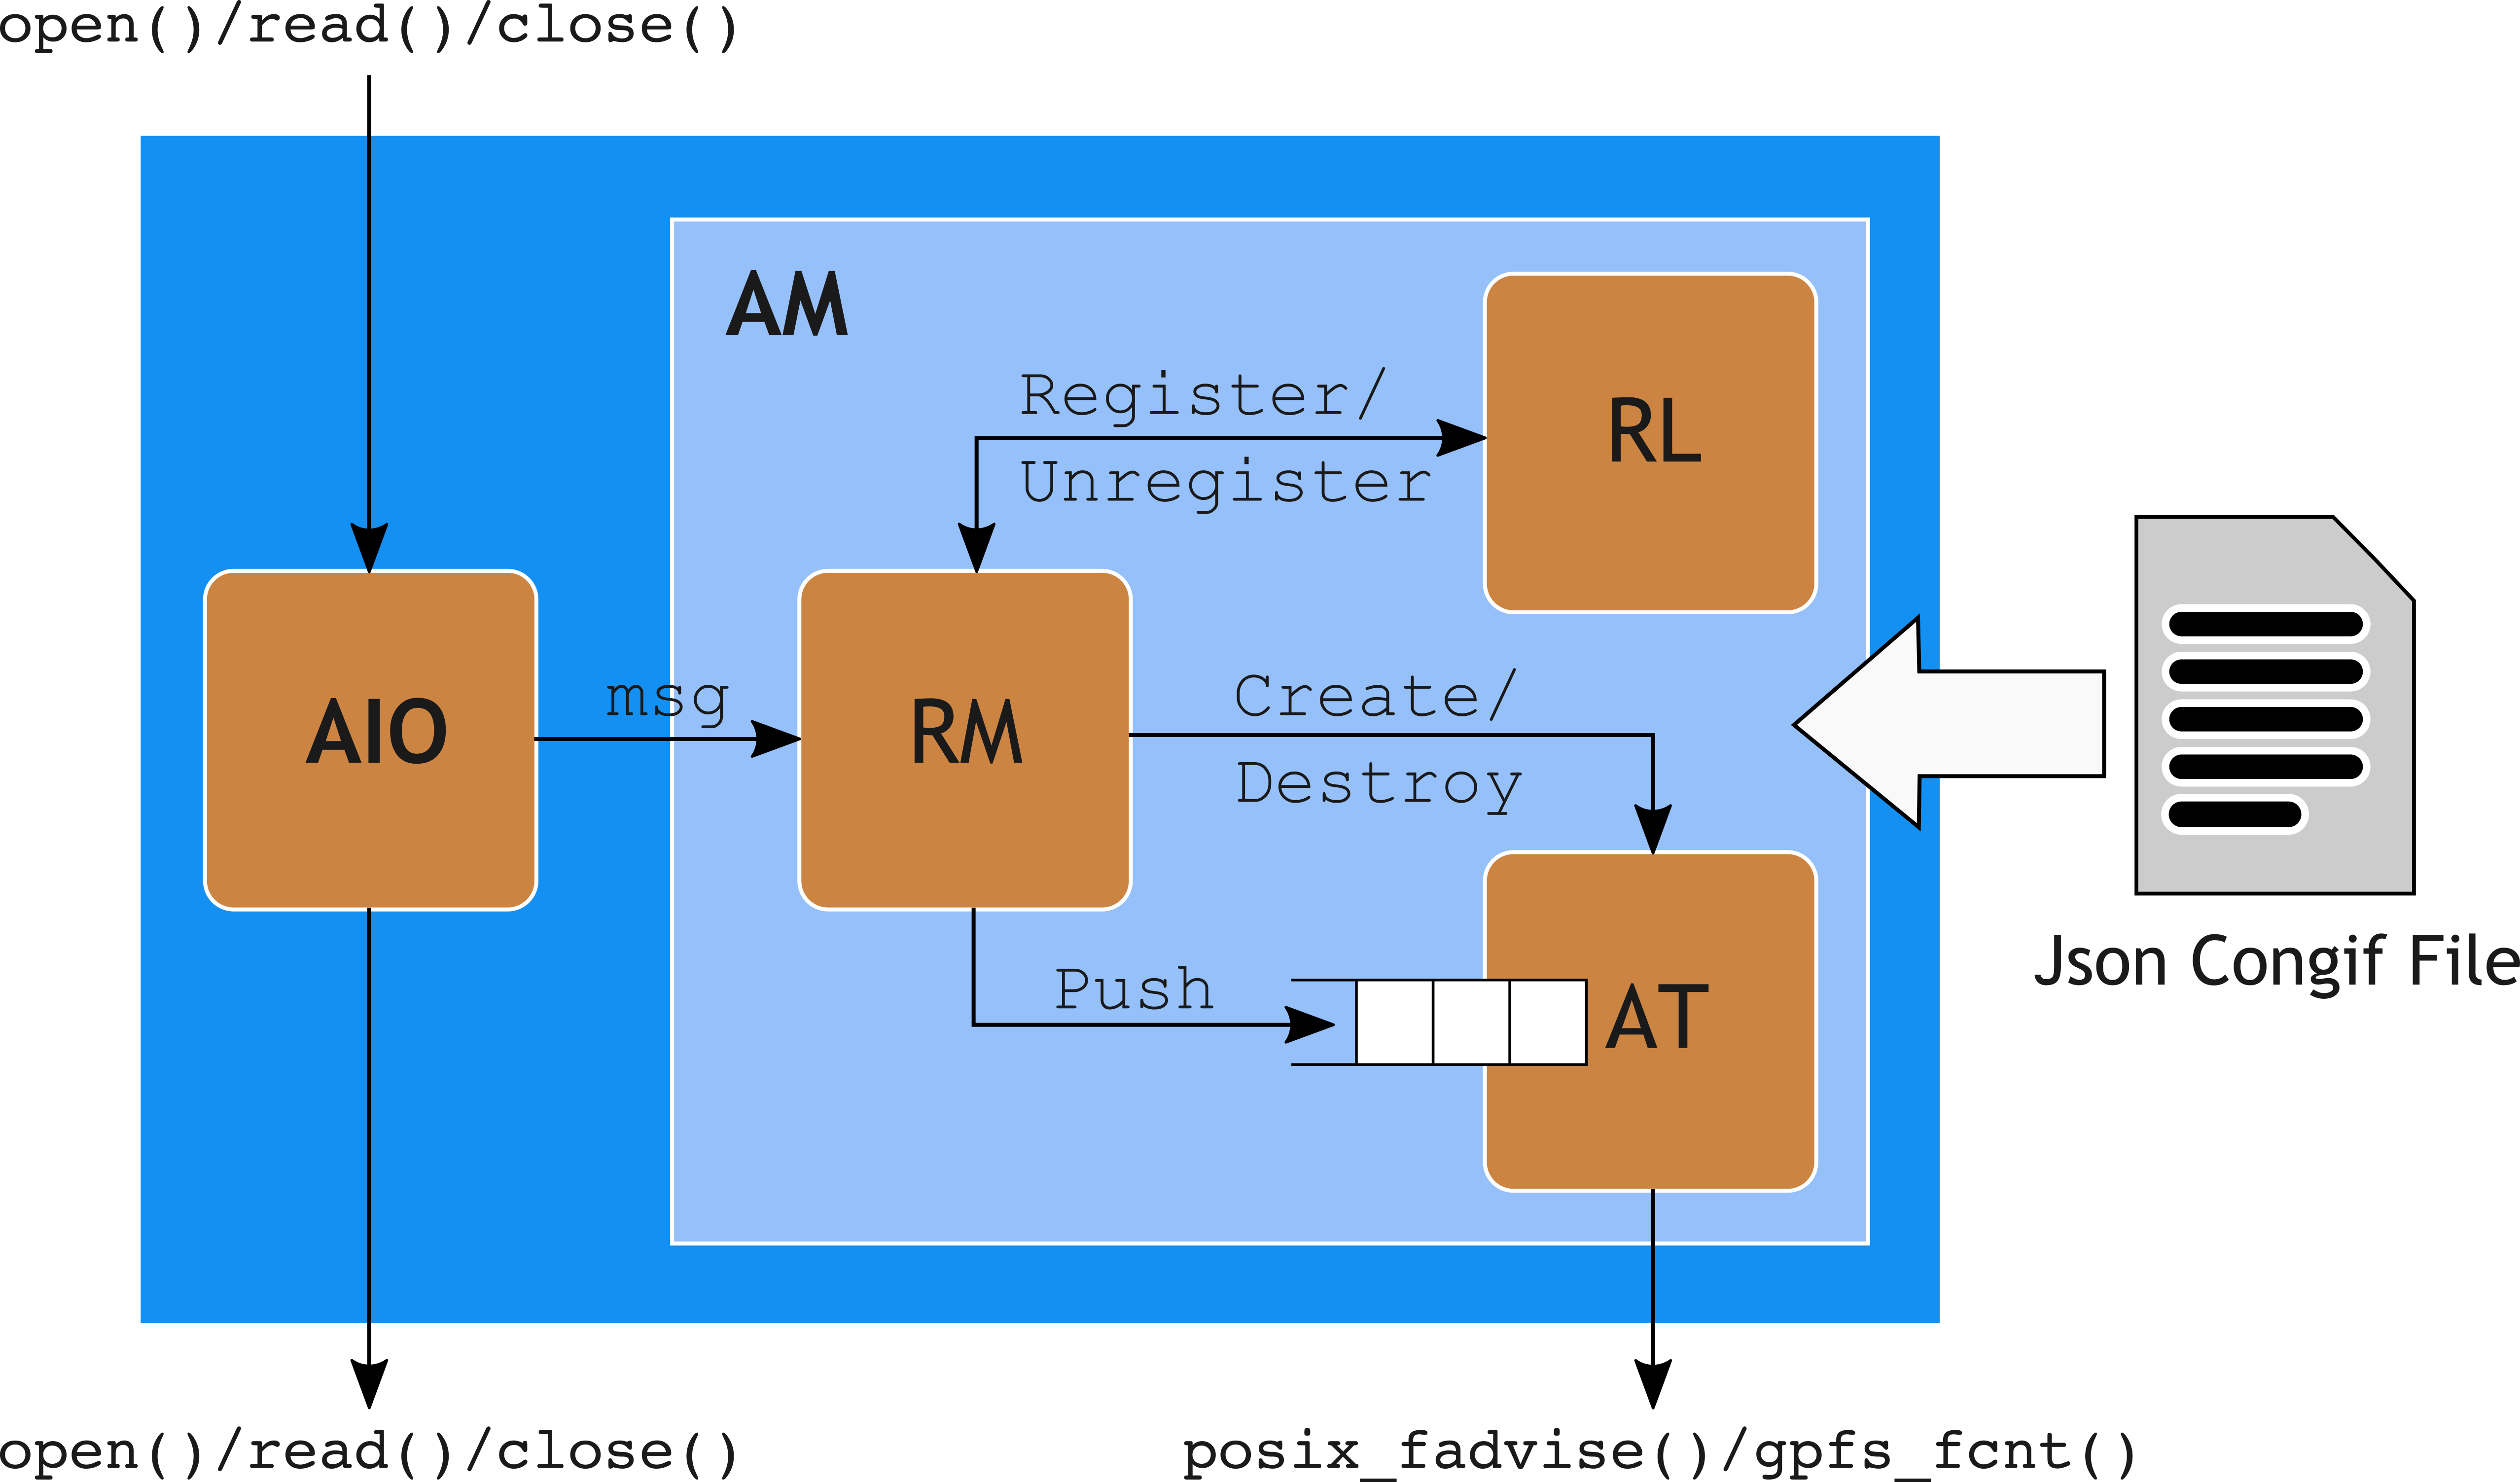 open()/read()/close()
AM
Register/
Unregister
RL
AIO
msg
RM
Create/
Destroy
Push
AT
Json Congif File
open()/read()/close()
posix_fadvise()/gpfs_fcnt()